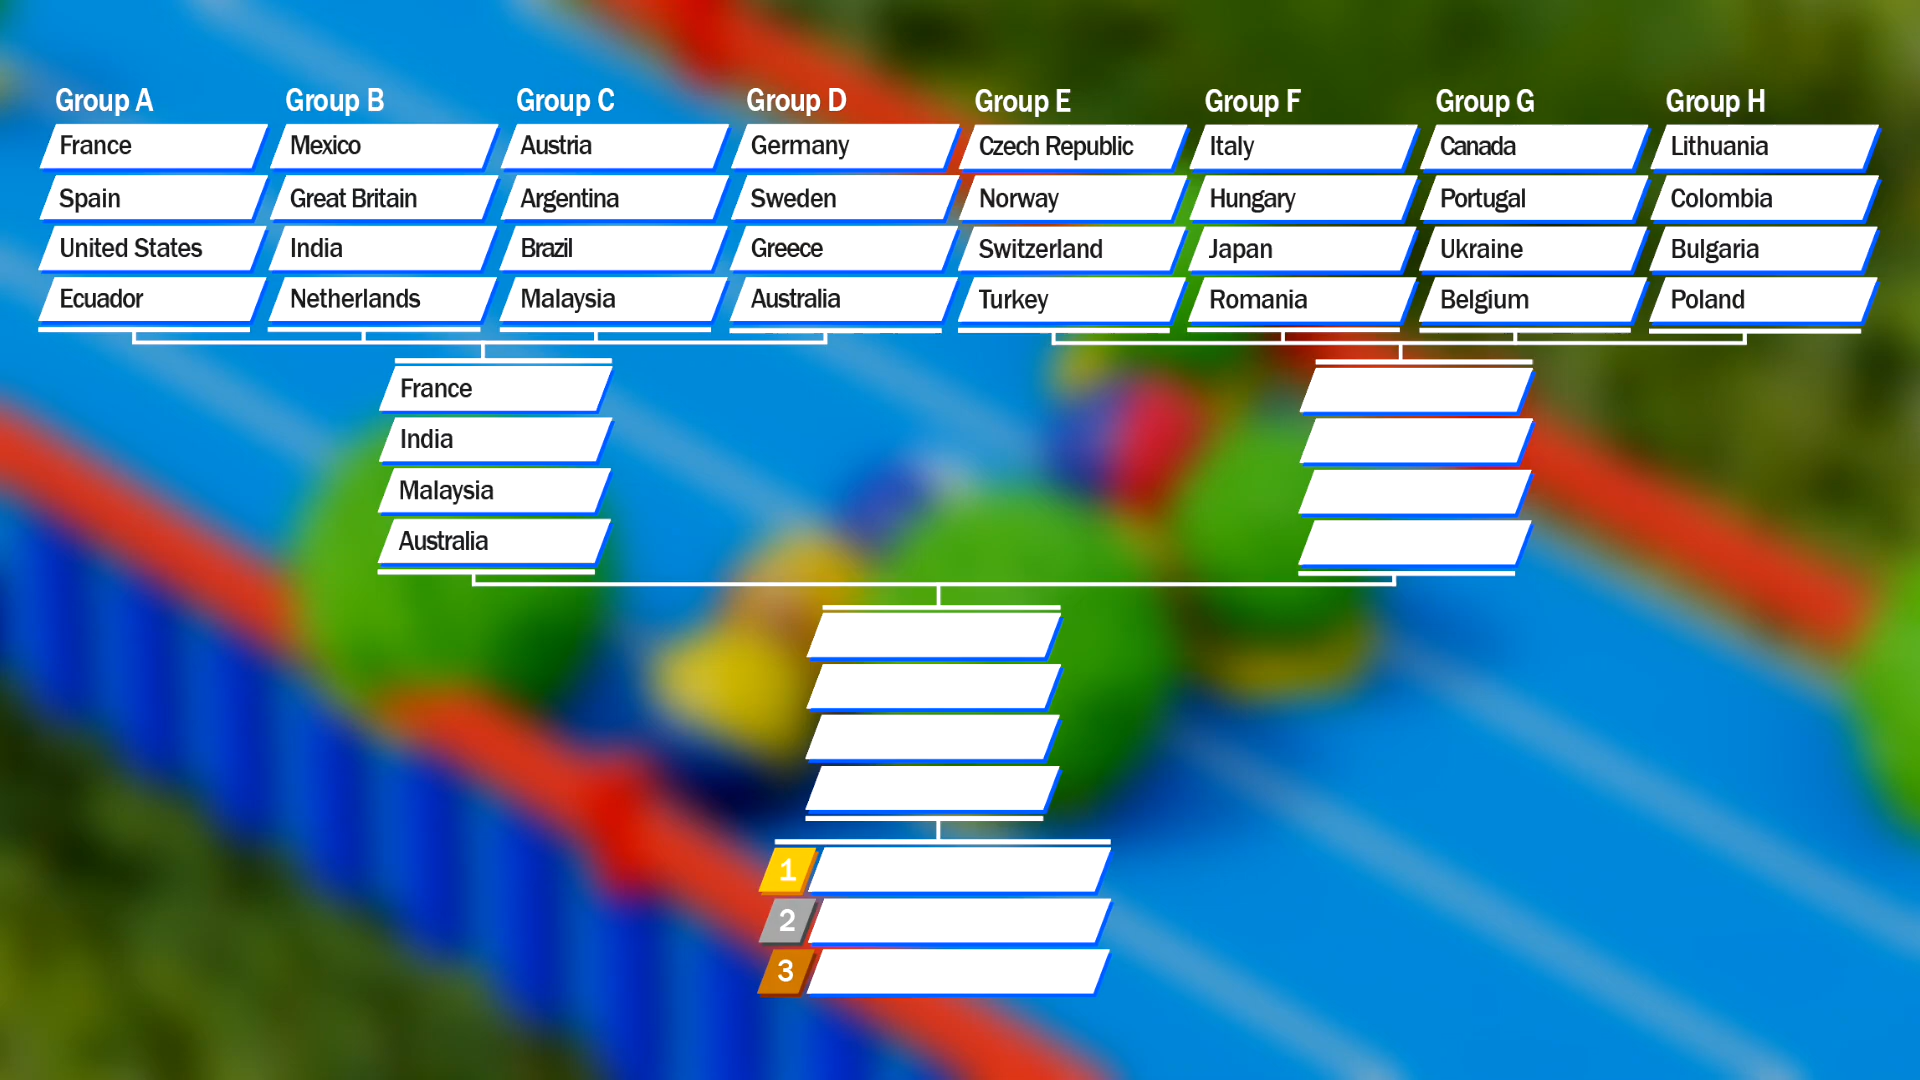 Group A
France
Spain
United States
Ecuador
Group B
Mexico
Great Britain
India
Netherlands
Group C
Austria
Argentina
Brazil
Malaysia
Group D
Germany
Sweden
Greece
Australia
Group E
Czech Republic
Norway
Switzerland
Turkey
Group F
Italy
Hungary
Japan
Romania
Group G
Canada
Portugal
Ukraine
Belgium
Group H
Lithuania
Colombia
Bulgaria
Poland
France
India
Malaysia
Australia
1
2
3